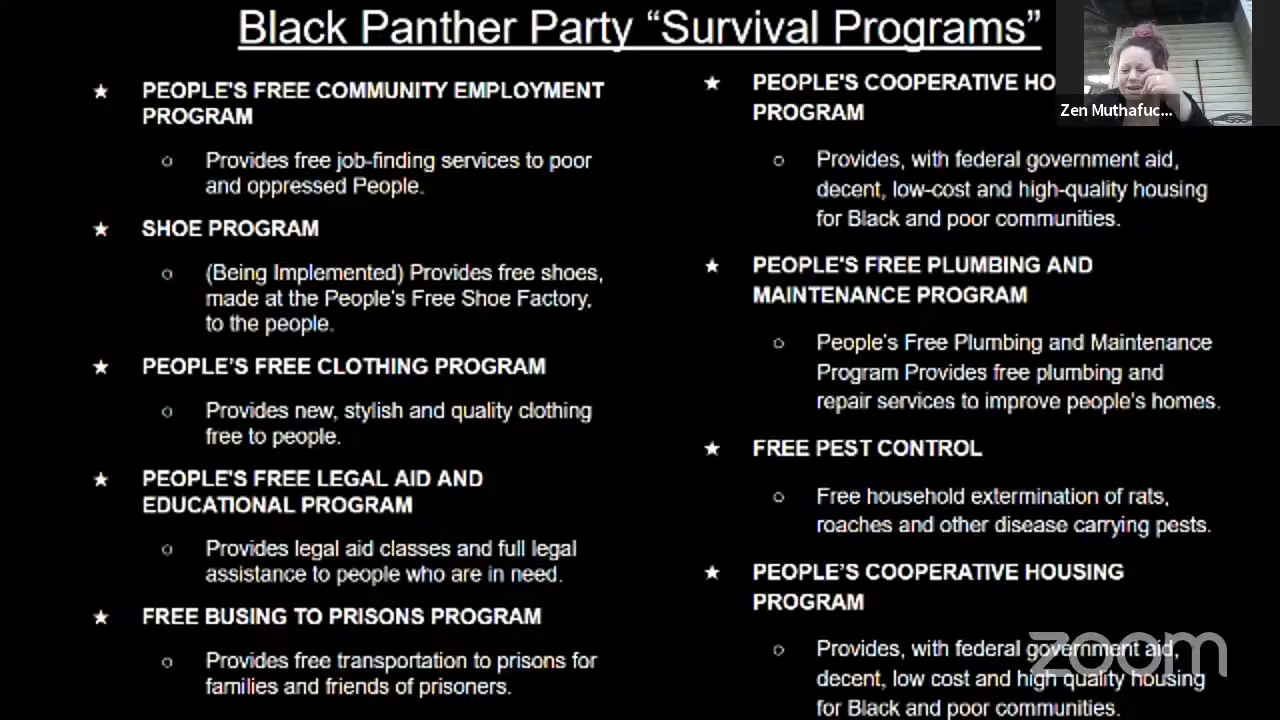 Black Panther Party “Survival Programs”
★ PEOPLE'S FREE COMMUNITY EMPLOYMENT
PROGRAM
○ Provides free job-finding services to poor
and oppressed People.
★ SHOE PROGRAM
○ (Being Implemented) Provides free shoes,
made at the People's Free Shoe Factory,
to the people.
★ PEOPLE’S FREE CLOTHING PROGRAM
○ Provides new, stylish and quality clothing
free to people.
★ PEOPLE'S FREE LEGAL AID AND
EDUCATIONAL PROGRAM
○ Provides legal aid classes and full legal
assistance to people who are in need.
★ FREE BUSING TO PRISONS PROGRAM
○ Provides free transportation to prisons for
families and friends of prisoners.
★ PEOPLE'S COOPERATIVE HO
PROGRAM
○ Provides, with federal government aid,
decent, low-cost and high-quality housing
for Black and poor communities.
★ PEOPLE'S FREE PLUMBING AND
MAINTENANCE PROGRAM
○ People's Free Plumbing and Maintenance
Program Provides free plumbing and
repair services to improve people's homes.
★ FREE PEST CONTROL
○ Free household extermination of rats,
roaches and other disease carrying pests.
★ PEOPLE’S COOPERATIVE HOUSING
PROGRAM
○ Provides, with federal government aid,
decent, low cost and high quality housing
for Black and poor communities.
Zen Muthafuc...
zoom